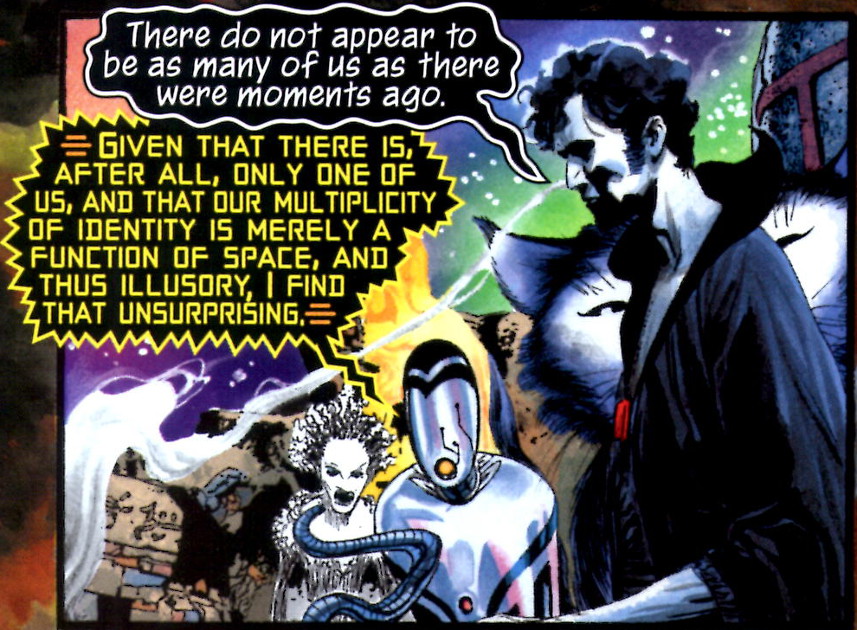 There do not appear to
be as many of us as there
were moments ago.
GIVEN THAT THERE IS,
AFTER ALL, ONLY ONE OF
US, AND THAT OUR MULTIPLICITY
OF IDENTITY IS MERELY A
FUNCTION OF SPACE, AND
THUS ILLUSORY, I FIND
THAT UNSURPRISING.